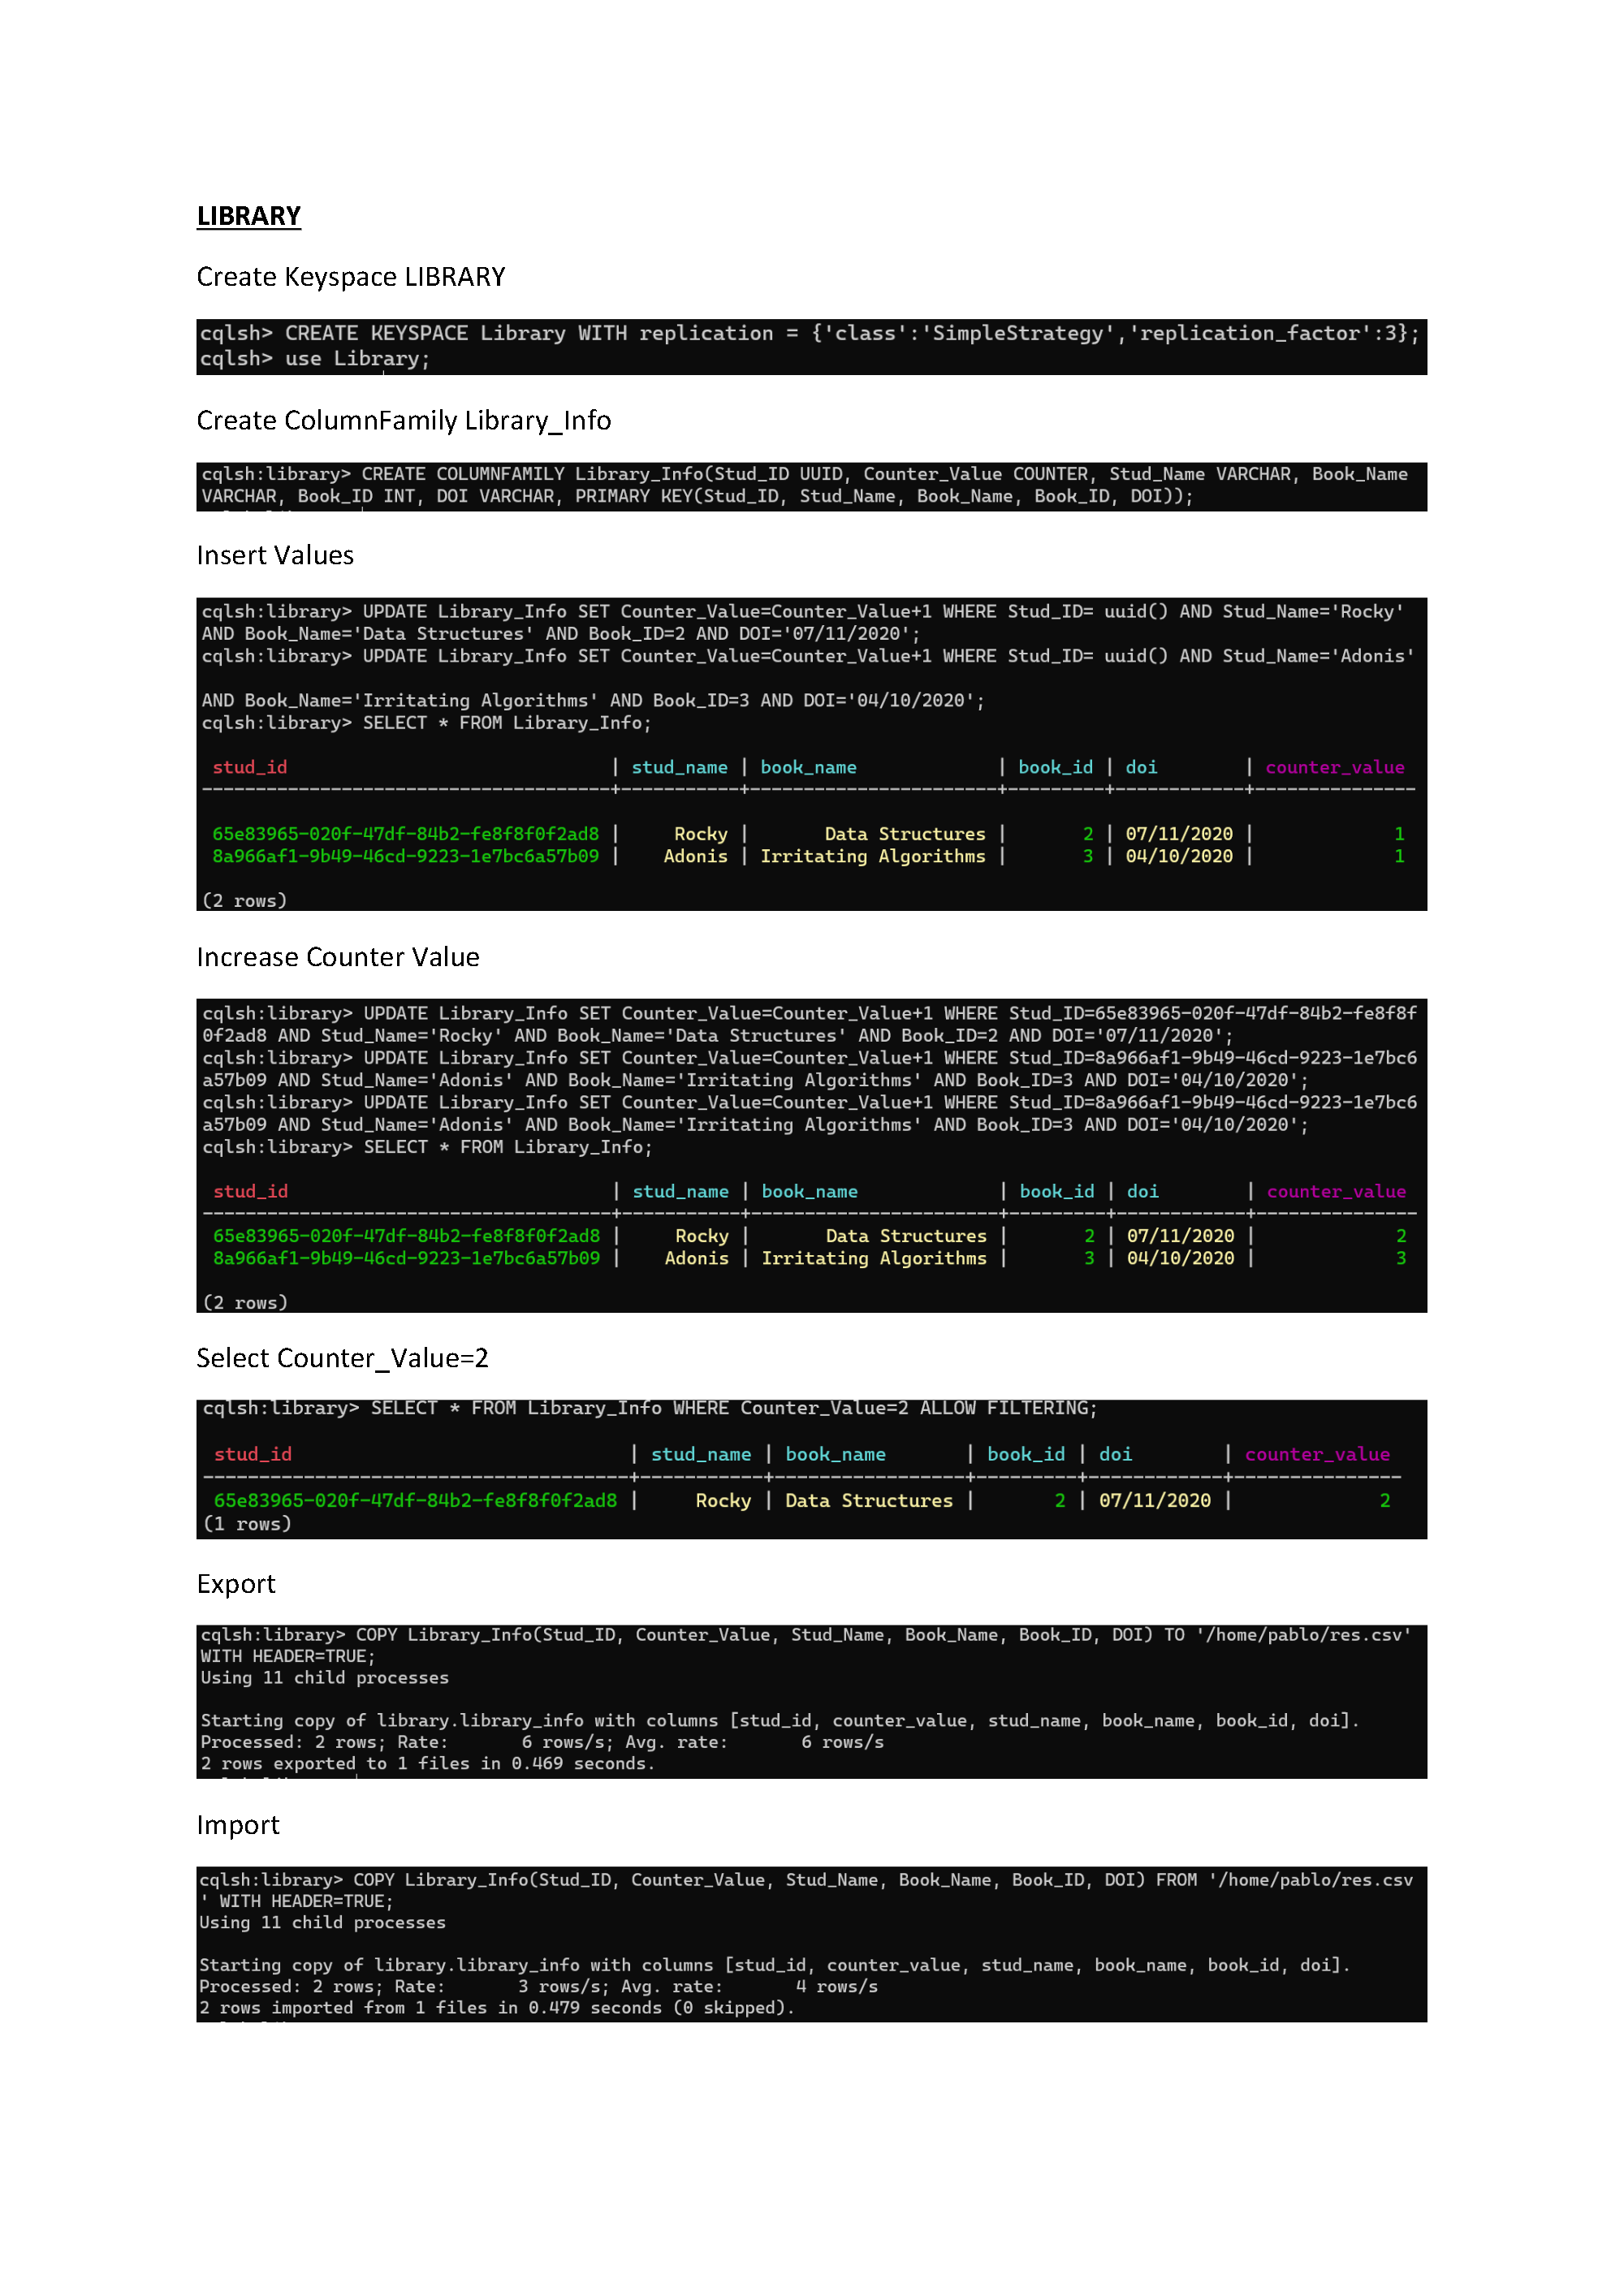 LIBRARY
Create Keyspace LIBRARY
cqlsh> CREATE KEYSPACE Library WITH replication = {'class':'SimpleStrategy','replication_factor':3};
cqlsh> use Library;
Create ColumnFamily Library_Info
cqlsh:library> CREATE COLUMNFAMILY Library_Info(Stud_ID UUID, Counter_Value COUNTER, Stud_Name VARCHAR, Book_Name
VARCHAR, Book_ID INT, DOI VARCHAR, PRIMARY KEY(Stud_ID, Stud_Name, Book_Name, Book_ID, DOI));
Insert Values
cqlsh:library> UPDATE Library_Info SET Counter_Value=Counter_Value+1 WHERE Stud_ID= uuid() AND Stud_Name='Rocky'
AND Book_Name='Data Structures' AND Book_ID=2 AND DOI='07/11/2020';
cqlsh:library> UPDATE Library_Info SET Counter_Value=Counter_Value+1 WHERE Stud_ID= uuid() AND Stud_Name='Adonis'
AND Book_Name='Irritating Algorithms' AND Book_ID=3 AND DOI='04/10/2020';
cqlsh:library> SELECT * FROM Library_Info;
stud_id | stud_name | book_name | book_id | doi | counter_value
--------------------------------------+-----------+-----------------------+---------+------------+---------------
65e83965-020f-47df-84b2-fe8f8f0f2ad8 | Rocky | Data Structures | 2 | 07/11/2020 | 1
8a966af1-9b49-46cd-9223-1e7bc6a57b09 | Adonis | Irritating Algorithms | 3 | 04/10/2020 | 1
(2 rows)
Increase Counter Value
cqlsh:library> UPDATE Library_Info SET Counter_Value=Counter_Value+1 WHERE Stud_ID=65e83965-020f-47df-84b2-fe8f8f
0f2ad8 AND Stud_Name='Rocky' AND Book_Name='Data Structures' AND Book_ID=2 AND DOI='07/11/2020';
cqlsh:library> UPDATE Library_Info SET Counter_Value=Counter_Value+1 WHERE Stud_ID=8a966af1-9b49-46cd-9223-1e7bc6
a57b09 AND Stud_Name='Adonis' AND Book_Name='Irritating Algorithms' AND Book_ID=3 AND DOI='04/10/2020';
cqlsh:library> UPDATE Library_Info SET Counter_Value=Counter_Value+1 WHERE Stud_ID=8a966af1-9b49-46cd-9223-1e7bc6
a57b09 AND Stud_Name='Adonis' AND Book_Name='Irritating Algorithms' AND Book_ID=3 AND DOI='04/10/2020';
cqlsh:library> SELECT * FROM Library_Info;
stud_id | stud_name | book_name | book_id | doi | counter_value
--------------------------------------+-----------+-----------------------+---------+------------+---------------
65e83965-020f-47df-84b2-fe8f8f0f2ad8 | Rocky | Data Structures | 2 | 07/11/2020 | 2
8a966af1-9b49-46cd-9223-1e7bc6a57b09 | Adonis | Irritating Algorithms | 3 | 04/10/2020 | 3
(2 rows)
Select Counter_Value=2
cqlsh:library> SELECT * FROM Library_Info WHERE Counter_Value=2 ALLOW FILTERING;
stud_id | stud_name | book_name | book_id | doi | counter_value
--------------------------------------+-----------+-----------------+---------+------------+---------------
65e83965-020f-47df-84b2-fe8f8f0f2ad8 | Rocky | Data Structures | 2 | 07/11/2020 | 2
(1 rows)
Export
cqlsh:library> COPY Library_Info(Stud_ID, Counter_Value, Stud_Name, Book_Name, Book_ID, DOI) TO '/home/pablo/res.csv'
WITH HEADER=TRUE;
Using 11 child processes
Starting copy of library.library_info with columns [stud_id, counter_value, stud_name, book_name, book_id, doi].
Processed: 2 rows; Rate: 6 rows/s; Avg. rate: 6 rows/s
2 rows exported to 1 files in 0.469 seconds.
Import
cqlsh:library> COPY Library_Info(Stud_ID, Counter_Value, Stud_Name, Book_Name, Book_ID, DOI) FROM '/home/pablo/res.csv
' WITH HEADER=TRUE;
Using 11 child processes
Starting copy of library.library_info with columns [stud_id, counter_value, stud_name, book_name, book_id, doi].
Processed: 2 rows; Rate: 3 rows/s; Avg. rate: 4 rows/s
2 rows imported from 1 files in 0.479 seconds (0 skipped).